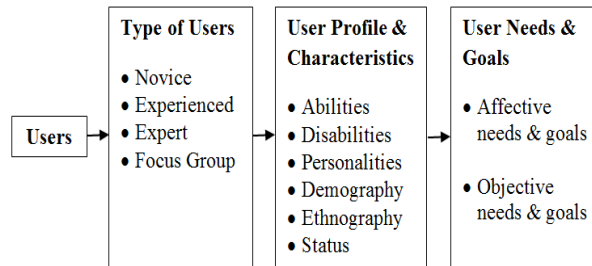 Users
Type of Users
● Novice
● Experienced
● Expert
● Focus Group
User Profile &
Characteristics
● Abilities
● Disabilities
● Personalities
● Demography
● Ethnography
● Status
User Needs &
Goals
● Affective
needs & goals
● Objective
needs & goals